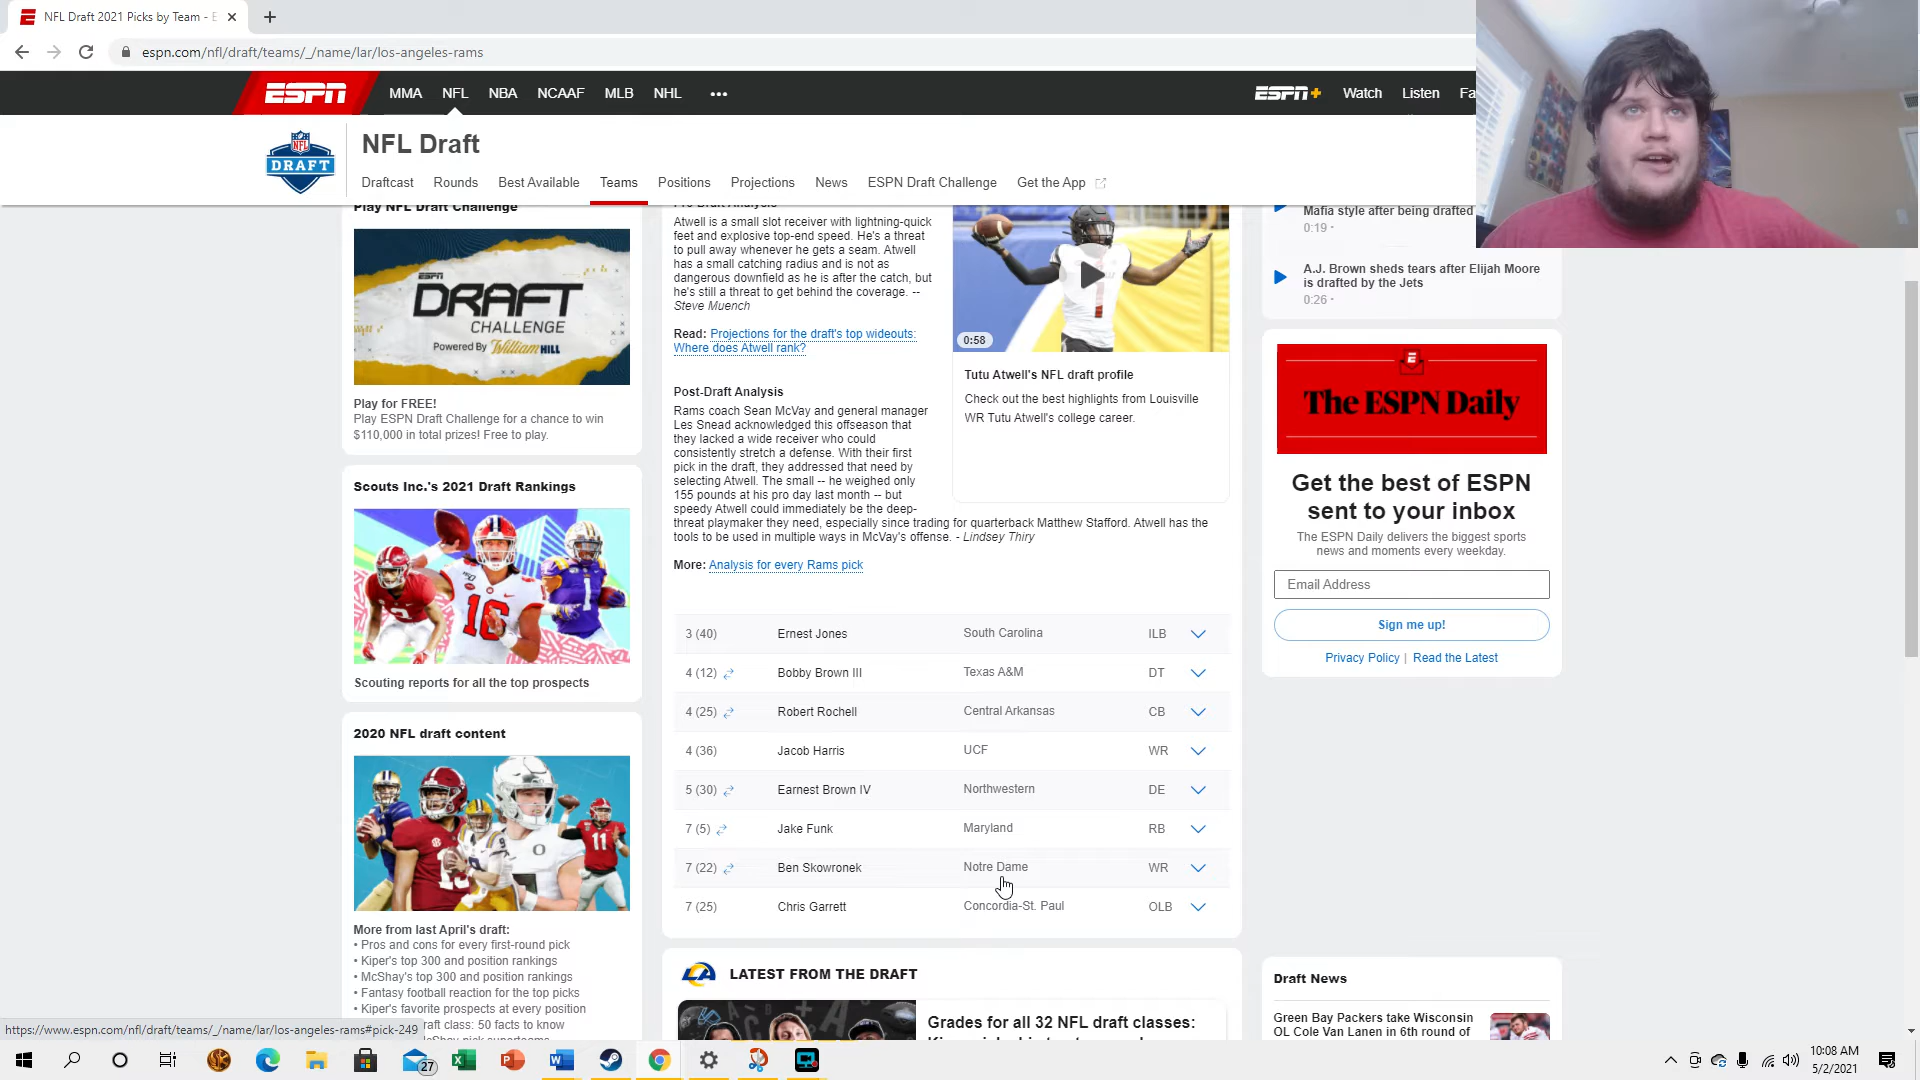 NFL Draft 2021 Picks by Team - E
espn.com/nfl/draft/teams/_/name/lar/los-angeles-rams
ESPN
MMA NFL NBA NCAAF MLB NHL
ESPN+ Watch Listen Fa
NFL DRAFT
NFL Draft
Draftcast Rounds Best Available Teams Positions Projections News ESPN Draft Challenge Get the App
Play NFL Draft Challenge
ESPN
DRAFT
CHALLENGE
Powered By William HILL
Play for FREE!
Play ESPN Draft Challenge for a chance to win
$110,000 in total prizes! Free to play.
Scouts Inc.'s 2021 Draft Rankings
Scouting reports for all the top prospects
2020 NFL draft content
More from last April's draft:
• Pros and cons for every first-round pick
• Kiper's top 300 and position rankings
• McShay's top 300 and position rankings
• Fantasy football reaction for the top picks
• Kiper's favorite prospects at every position
raft class: 50 facts to know
Pre-Draft Analysis
Atwell is a small slot receiver with lightning-quick
feet and explosive top-end speed. He's a threat
to pull away whenever he gets a seam. Atwell
has a small catching radius and is not as
dangerous downfield as he is after the catch, but
he's still a threat to get behind the coverage. --
Steve Muench
Read: Projections for the draft's top wideouts:
Where does Atwell rank?
Post-Draft Analysis
Rams coach Sean McVay and general manager
Les Snead acknowledged this offseason that
they lacked a wide receiver who could
consistently stretch a defense. With their first
pick in the draft, they addressed that need by
selecting Atwell. The small -- he weighed only
155 pounds at his pro day last month -- but
speedy Atwell could immediately be the deep-
threat playmaker they need, especially since trading for quarterback Matthew Stafford. Atwell has the
tools to be used in multiple ways in McVay's offense. - Lindsey Thiry
More: Analysis for every Rams pick
0:58
Tutu Atwell's NFL draft profile
Check out the best highlights from Louisville
WR Tutu Atwell's college career.
3 (40) Ernest Jones South Carolina ILB
4 (12) Bobby Brown III Texas A&M DT
4 (25) Robert Rochell Central Arkansas CB
4 (36) Jacob Harris UCF WR
5 (30) Earnest Brown IV Northwestern DE
7 (5) Jake Funk Maryland RB
7 (22) Ben Skowronek Notre Dame WR
7 (25) Chris Garrett Concordia-St. Paul OLB
LATEST FROM THE DRAFT
Grades for all 32 NFL draft classes:
Mafia style after being drafted
0:19
A.J. Brown sheds tears after Elijah Moore
is drafted by the Jets
0:26
The ESPN Daily
Get the best of ESPN
sent to your inbox
The ESPN Daily delivers the biggest sports
news and moments every weekday.
Email Address
Sign me up!
Privacy Policy | Read the Latest
Draft News
Green Bay Packers take Wisconsin
OL Cole Van Lanen in 6th round of
https://www.espn.com/nfl/draft/teams/_/name/lar/los-angeles-rams#pick-249
27
10:08 AM
5/2/2021